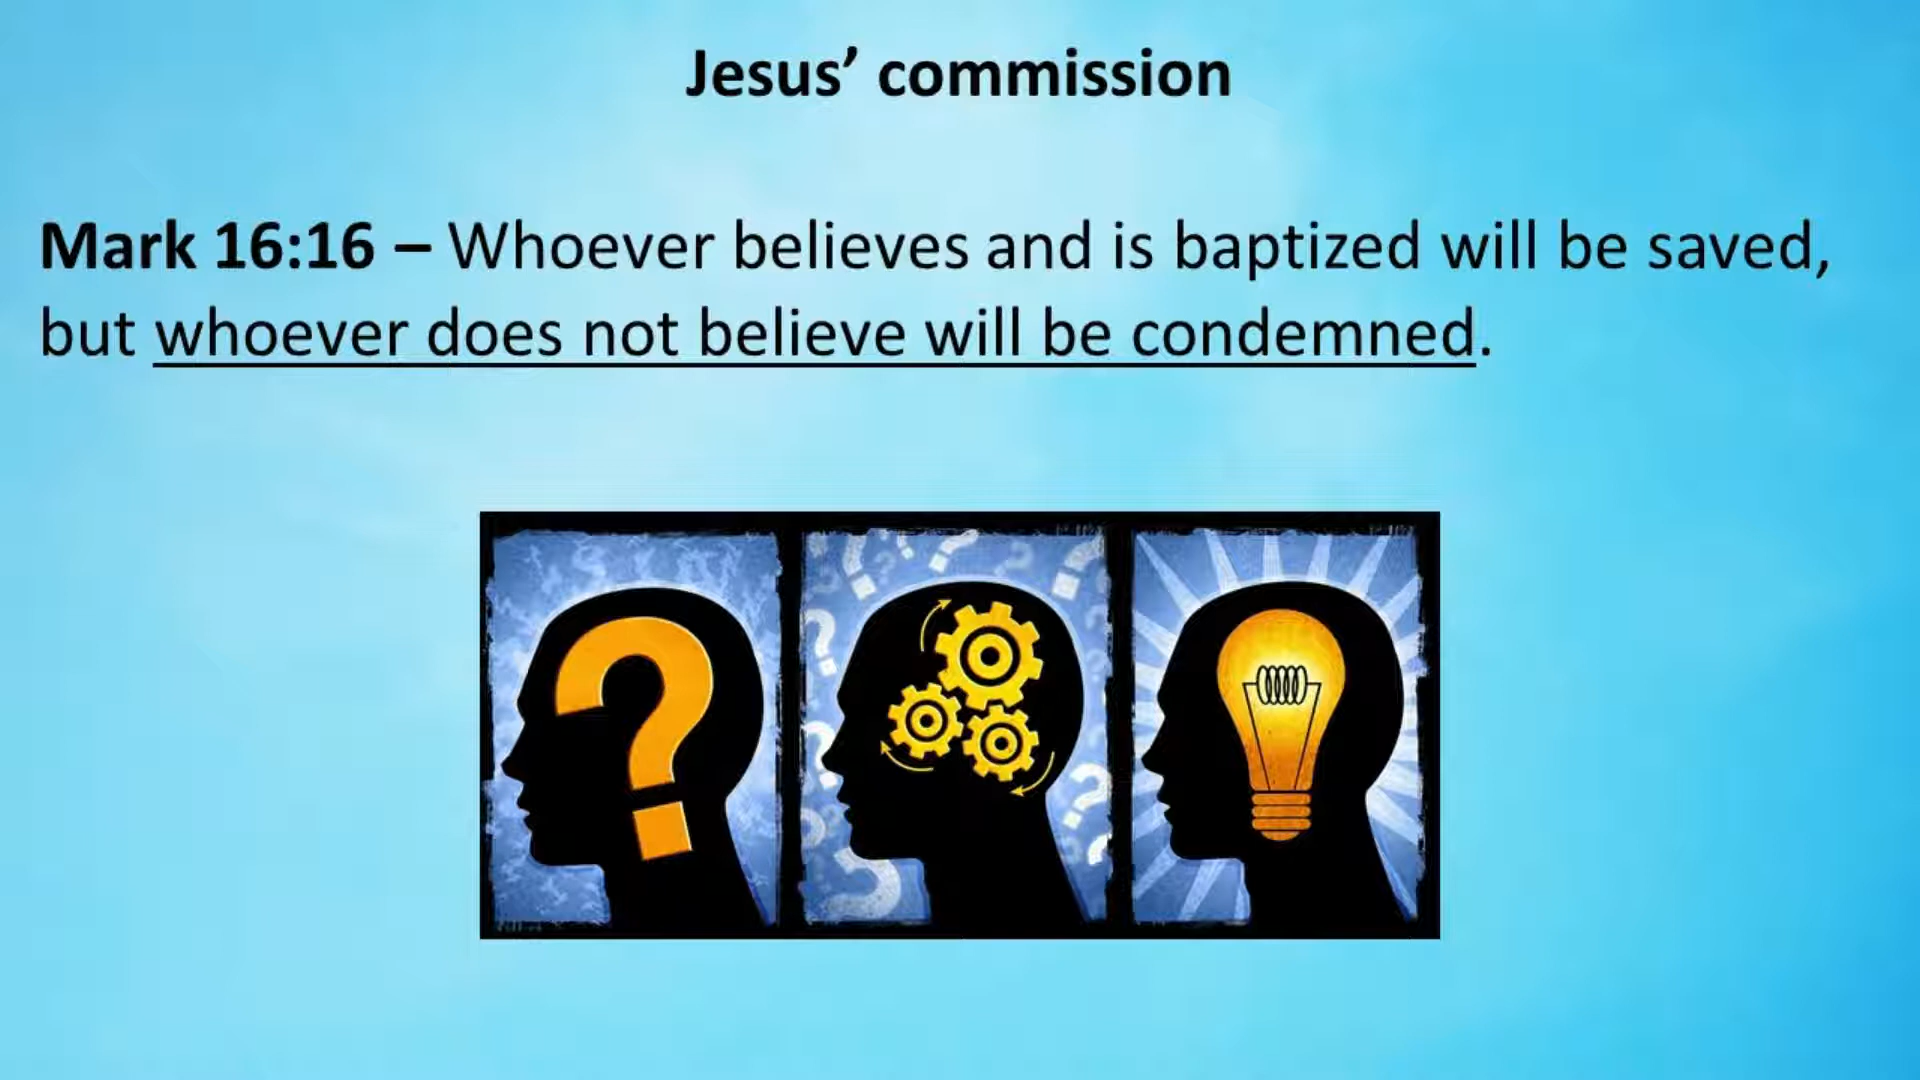 Jesus’ commission
Mark 16:16 – Whoever believes and is baptized will be saved,
but whoever does not believe will be condemned.